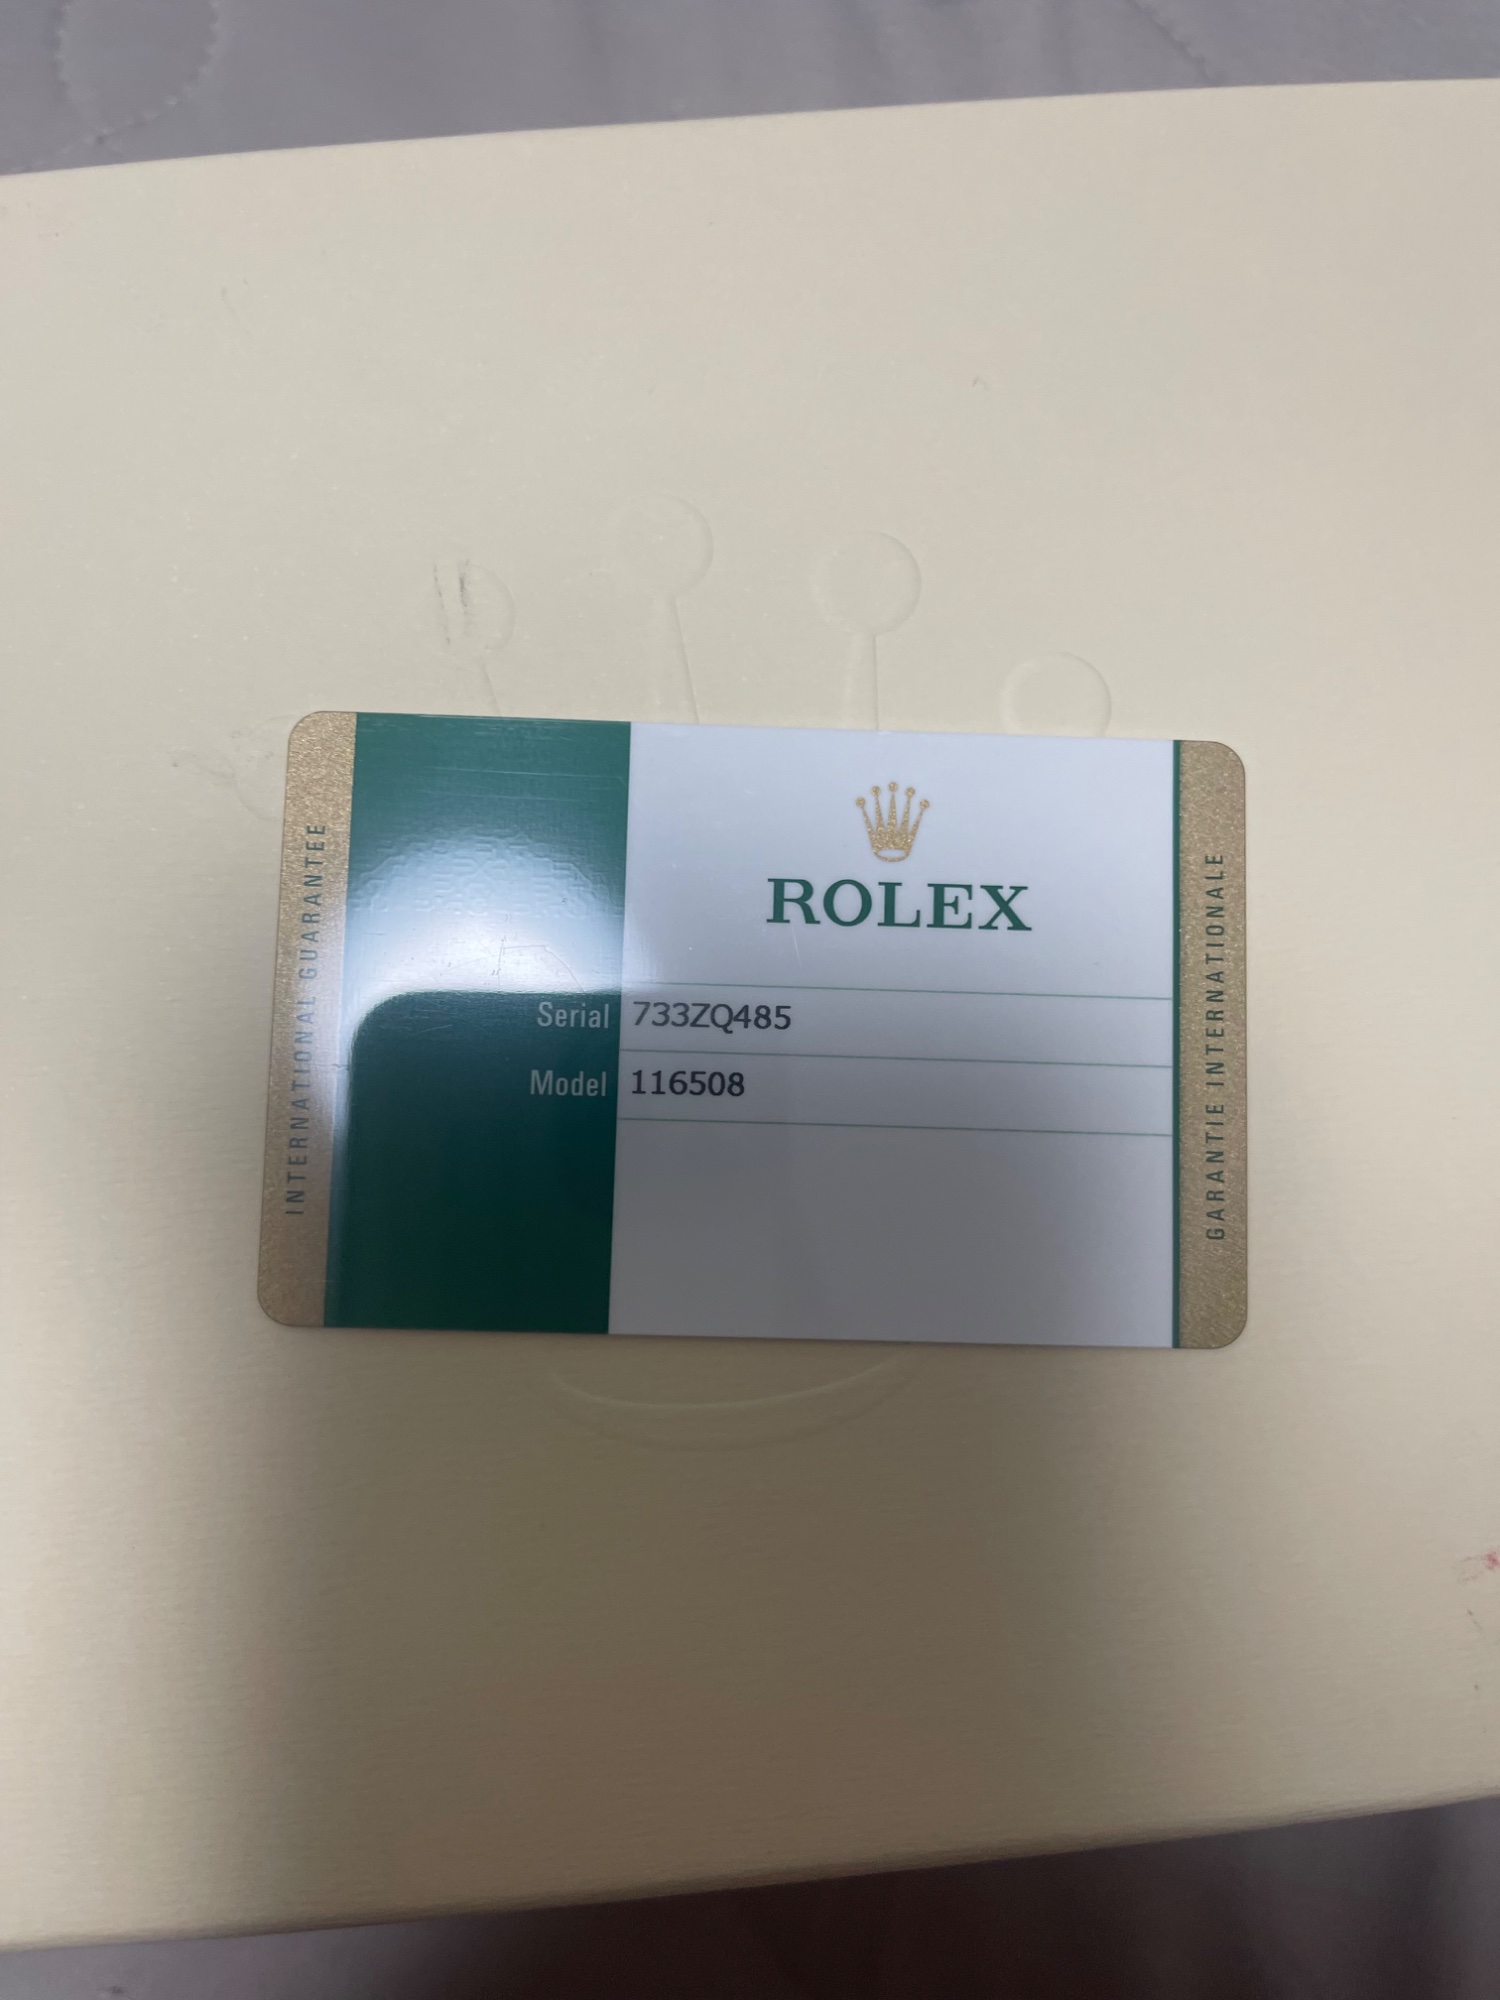 INTERNATIONAL GUARANTEE
ROLEX
Serial 733ZQ485
Model 116508
GARANTIE INTERNATIONALE